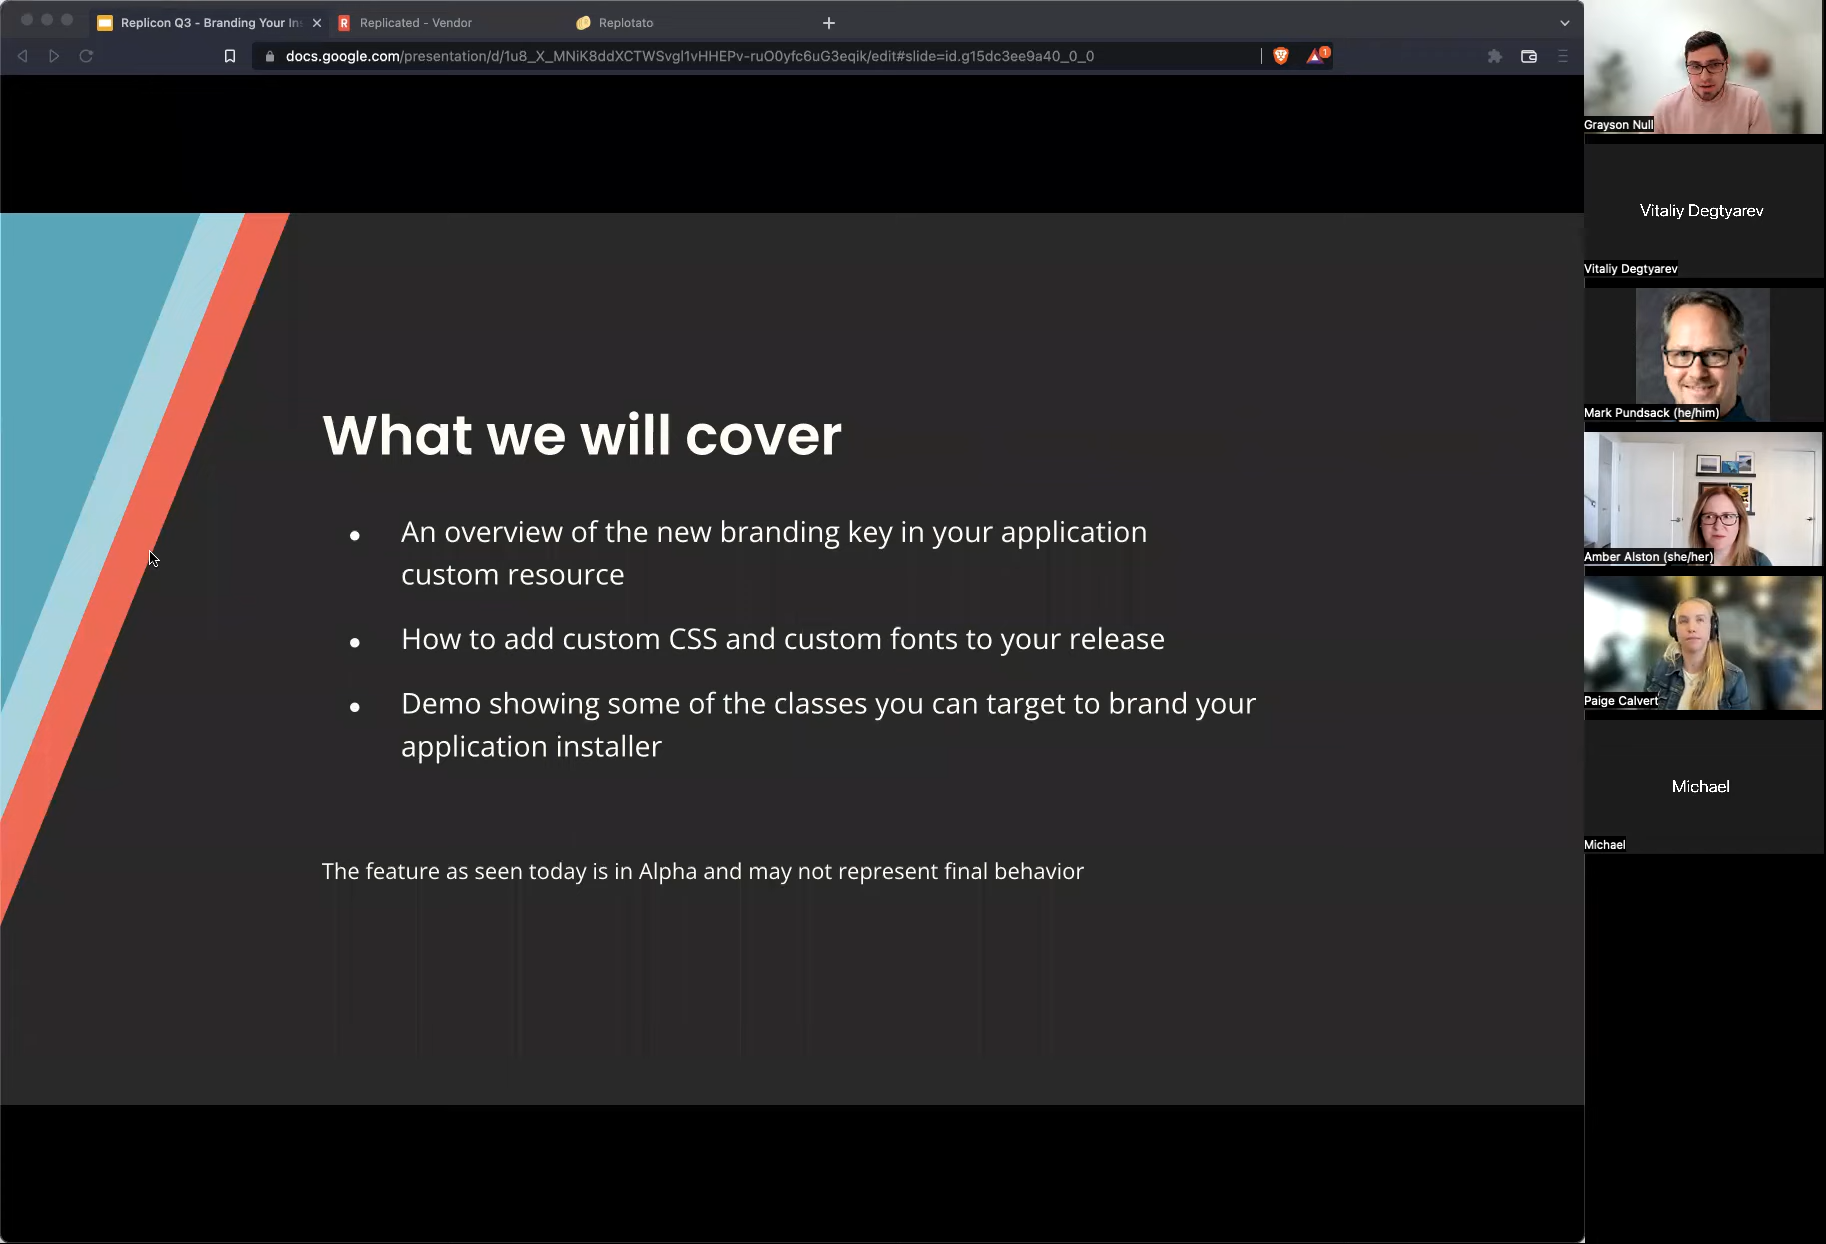 Replicon Q3 - Branding Your In
Replicated - Vendor
Replotato
docs.google.com/presentation/d/1u8_X_MNiK8ddXCTWSvgl1vHHEPv-ruO0yfc6uG3eqik/edit#slide=id.g15dc3ee9a40_0_0
1
What we will cover
• An overview of the new branding key in your application
custom resource
• How to add custom CSS and custom fonts to your release
• Demo showing some of the classes you can target to brand your
application installer
The feature as seen today is in Alpha and may not represent final behavior
Grayson Null
Vitaliy Degtyarev
Vitaliy Degtyarev
Mark Pundsack (he/him)
Amber Alston (she/her)
Paige Calvert
Michael
Michael